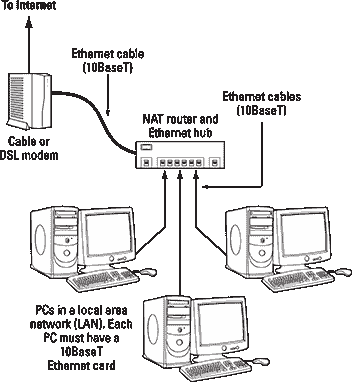 To Internet
Ethernet cable
(10BaseT)
Ethernet cables
(10BaseT)
NAT router and
Ethernet hub
Cable or
DSL modem
PCs in a local area
network (LAN). Each
PC must have a
10BaseT
Ethernet card